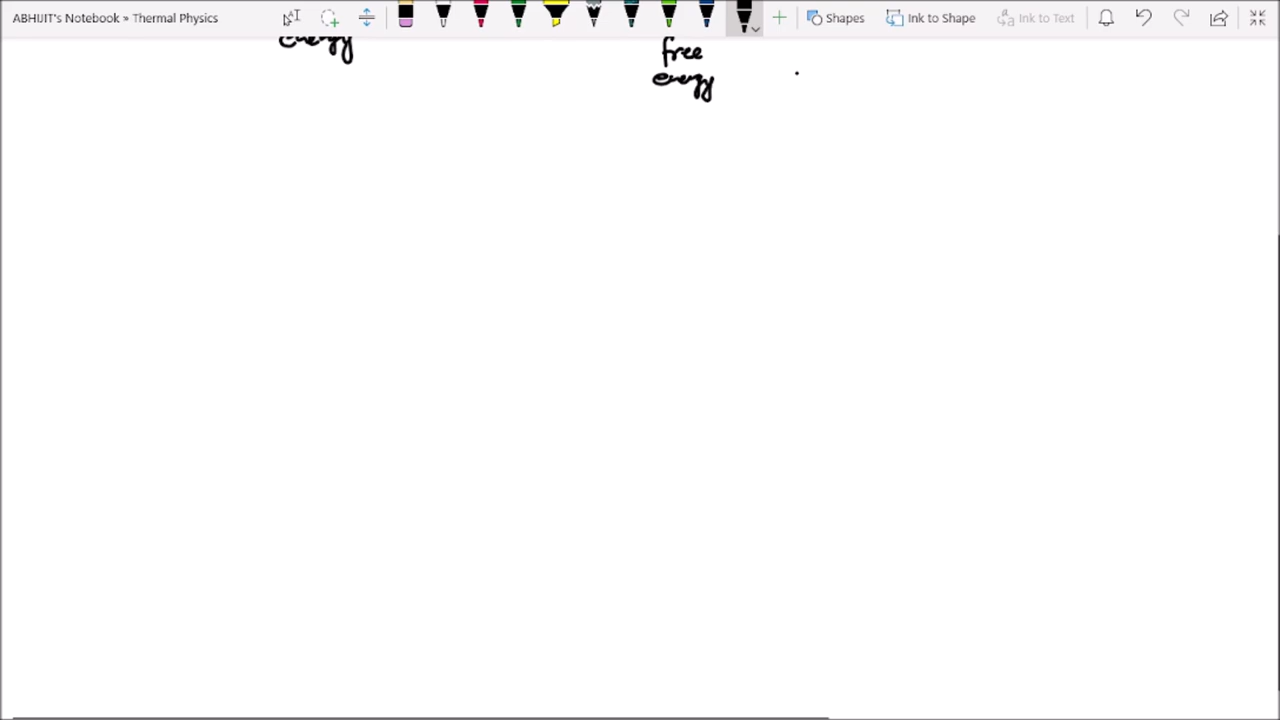 ABHIJIT's Notebook » Thermal Physics
Shapes
Ink to Shape
Ink to Text
energy
free
energy